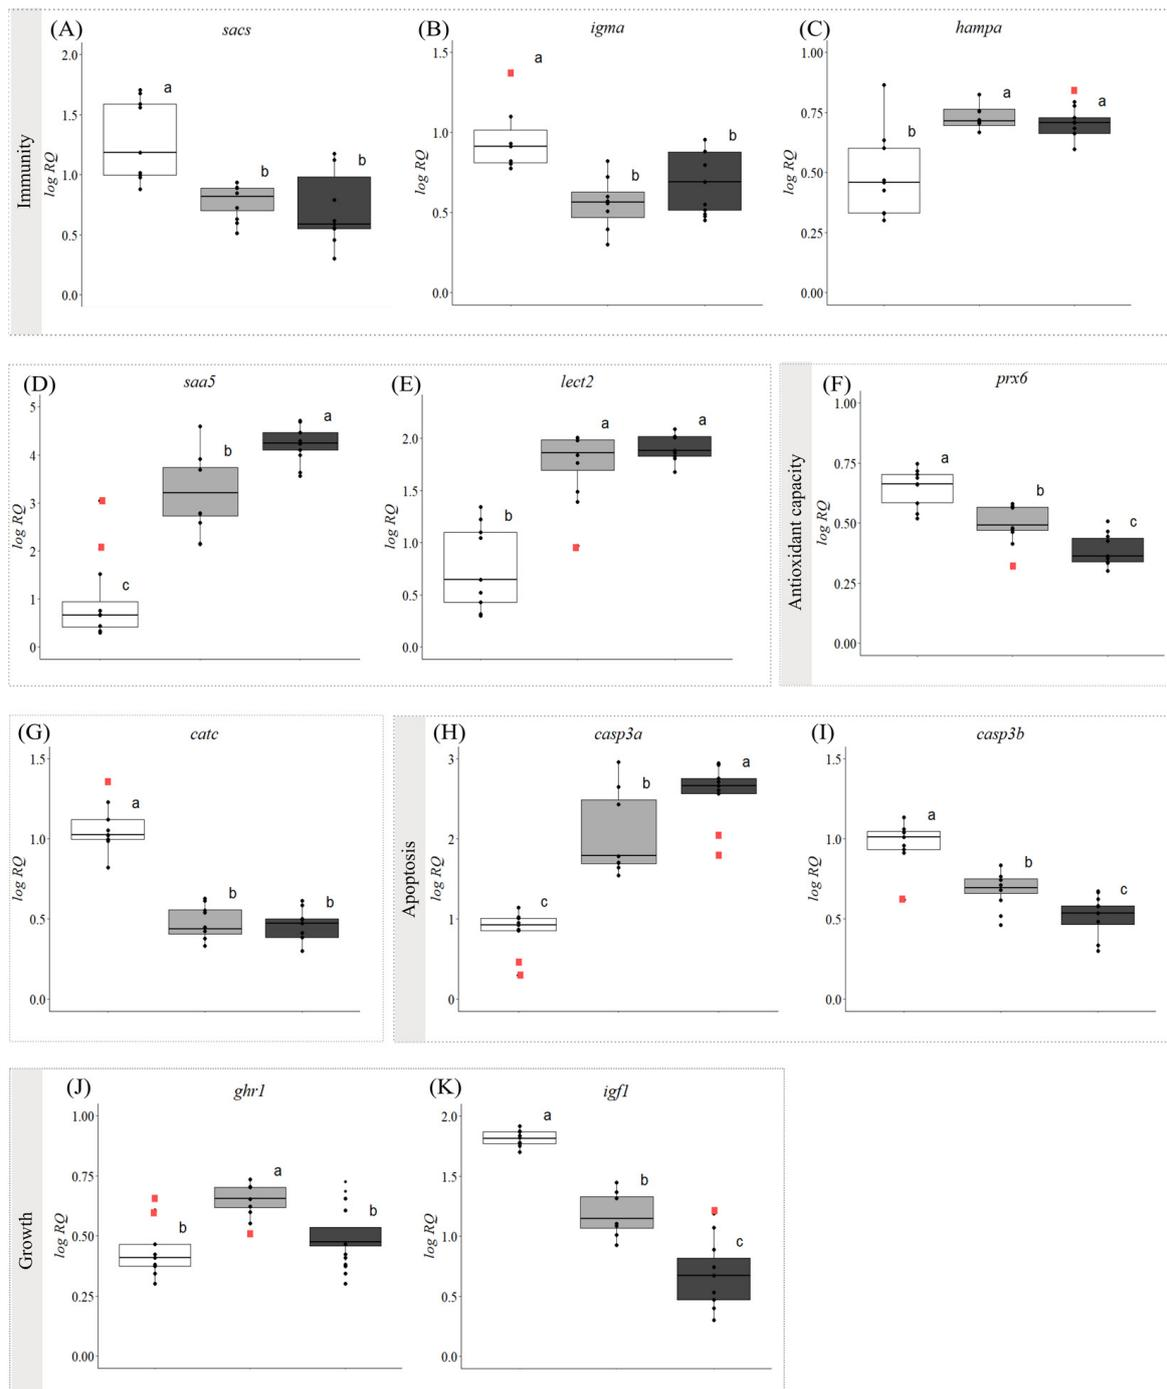 Immunity
(A)
sacs
log RQ
2.0
1.5
1.0
0.5
0.0
a
b
b
(B)
igma
log RQ
1.5
1.0
0.5
0.0
a
b
b
(C)
hampa
log RQ
1.00
0.75
0.50
0.25
0.00
b
a
a
(D)
saa5
log RQ
5
4
3
2
1
0
c
b
a
(E)
lect2
log RQ
2.0
1.5
1.0
0.5
0.0
b
a
a
Antioxidant capacity
(F)
prx6
log RQ
1.00
0.75
0.50
0.25
0.00
a
b
c
(G)
catc
log RQ
1.5
1.0
0.5
0.0
a
b
b
Apoptosis
(H)
casp3a
log RQ
3
2
1
0
c
b
a
(I)
casp3b
log RQ
1.5
1.0
0.5
0.0
a
b
c
Growth
(J)
ghr1
log RQ
1.00
0.75
0.50
0.25
0.00
b
a
b
(K)
igf1
log RQ
2.0
1.5
1.0
0.5
0.0
a
b
c